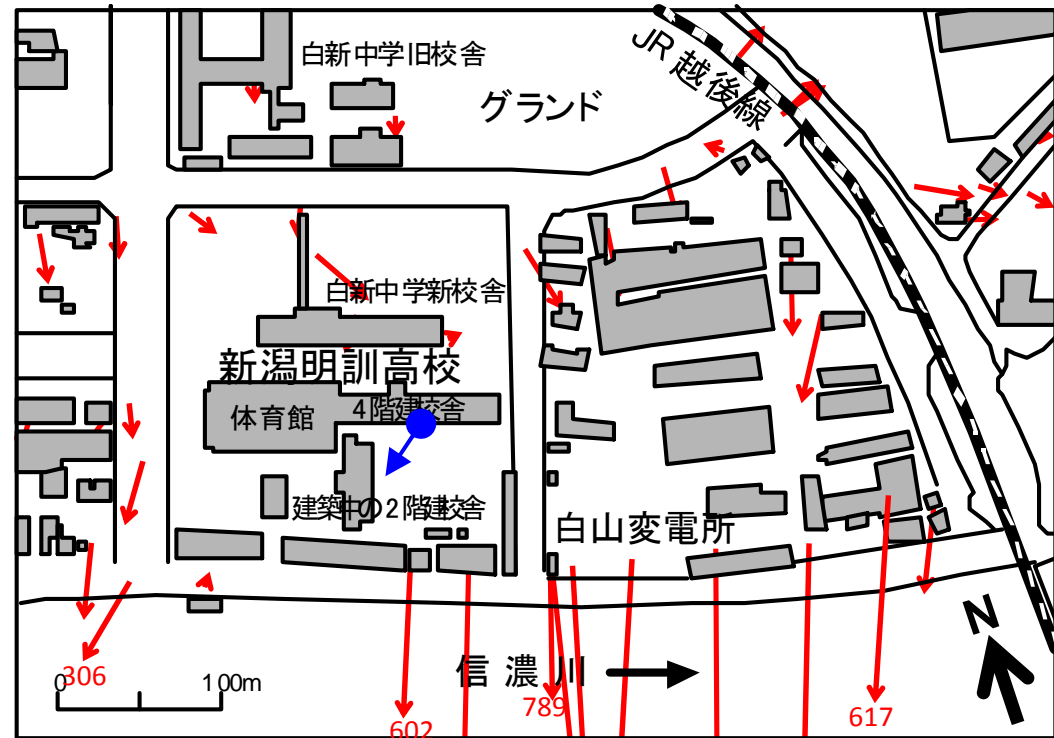 白新中学旧校舎
グランド
JR越後線
白新中学新校舎
新潟明訓高校
体育館
4階建校舎
建築中の2階建校舎
白山変電所
信濃川
306
0
100m
602
789
617
N